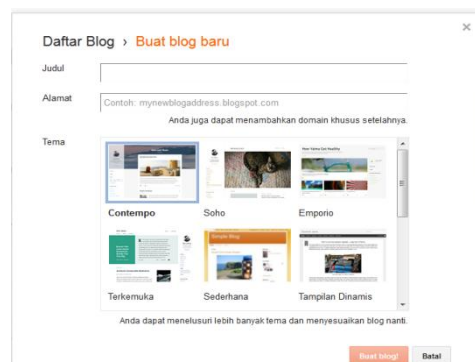 Daftar Blog › Buat blog baru
Judul
Alamat
Contoh: mynewblogaddress.blogspot.com
Anda juga dapat menambahkan domain khusus setelahnya.
Tema
Contempo
Soho
Emporio
Simple Blog
Terkemuka
Sederhana
Tampilan Dinamis
Anda dapat menelusuri lebih banyak tema dan menyesuaikan blog nanti.
Buat blog!
Batal